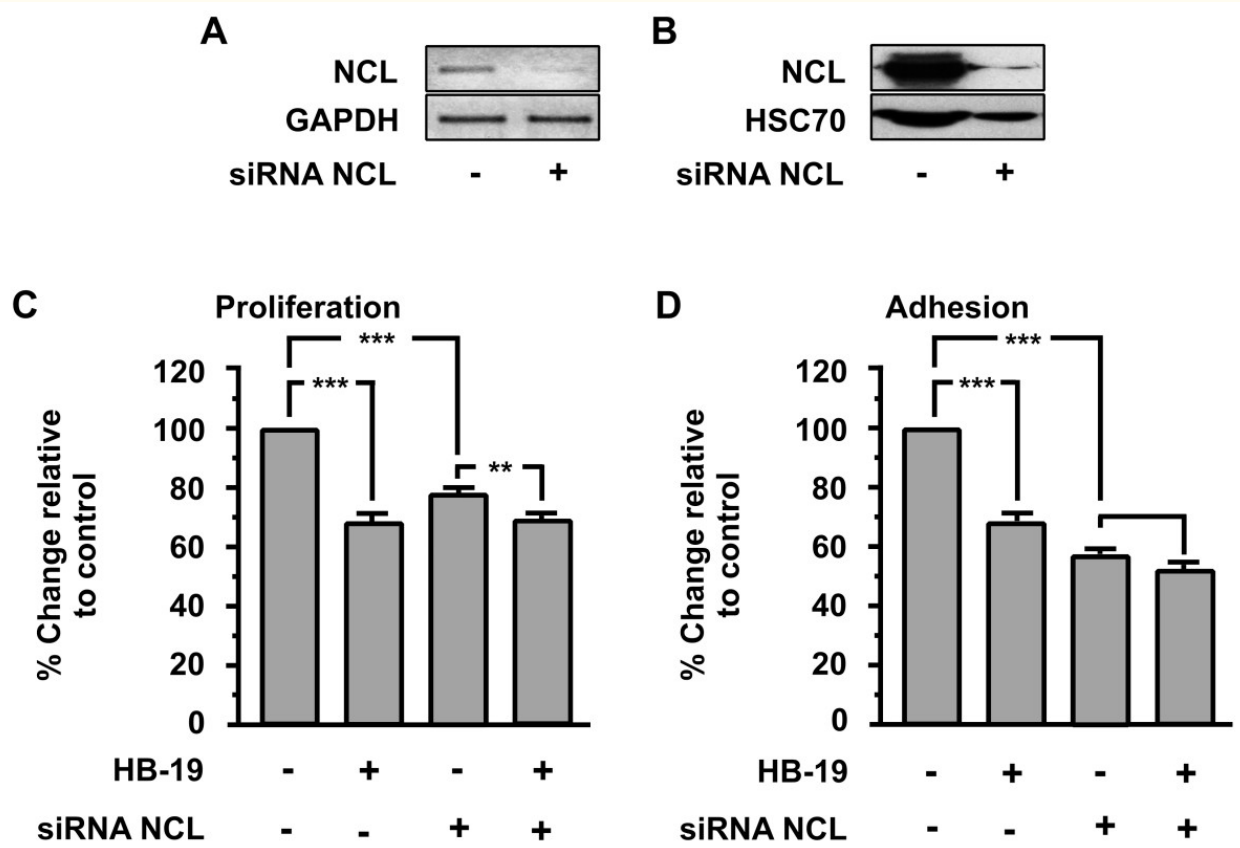 A
NCL
GAPDH
siRNA NCL - +
B
NCL
HSC70
siRNA NCL - +
C
Proliferation
% Change relative
to control
120
100
80
60
40
20
0
***
***
**
HB-19 - + - +
siRNA NCL - - + +
D
Adhesion
% Change relative
to control
120
100
80
60
40
20
0
***
***
HB-19 - + - +
siRNA NCL - - + +